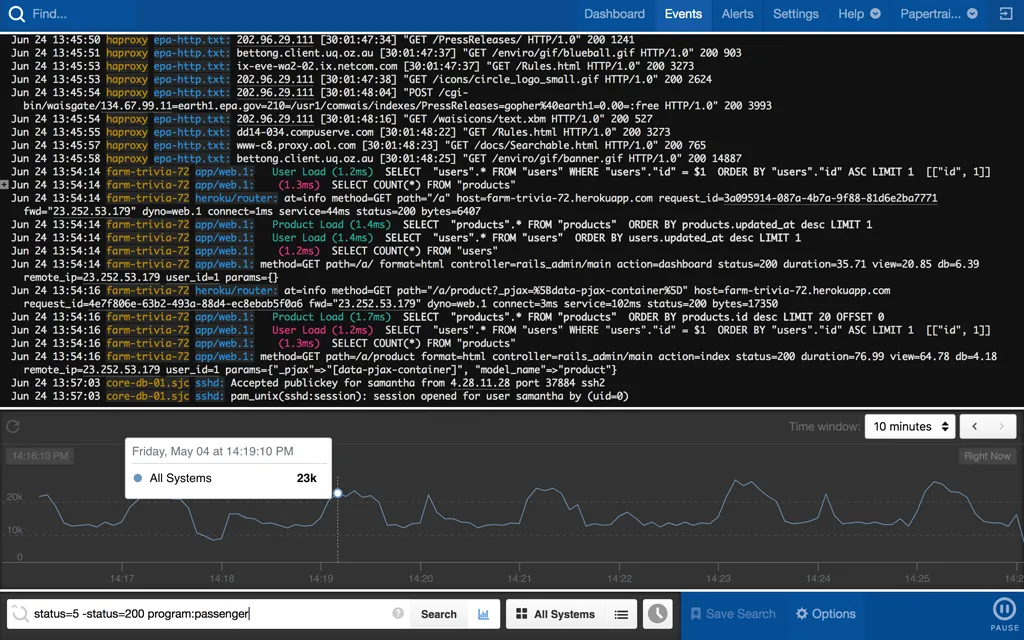 Find...
Dashboard Events Alerts Settings Help Papertrai...
Jun 24 13:45:50 haproxy epa-http.txt: 202.96.29.111 [30:01:47:34] "GET /PressReleases/ HTTP/1.0" 200 1241
Jun 24 13:45:51 haproxy epa-http.txt: bettong.client.uq.oz.au [30:01:47:37] "GET /enviro/gif/blueball.gif HTTP/1.0" 200 903
Jun 24 13:45:53 haproxy epa-http.txt: ix-eve-wa2-02.ix.netcom.com [30:01:47:37] "GET /Rules.html HTTP/1.0" 200 3273
Jun 24 13:45:53 haproxy epa-http.txt: 202.96.29.111 [30:01:47:38] "GET /icons/circle_logo_small.gif HTTP/1.0" 200 2624
Jun 24 13:45:54 haproxy epa-http.txt: 202.96.29.111 [30:01:48:04] "POST /cgi-
bin/waisgate/134.67.99.11=earth1.epa.gov=210=/usr1/comwais/indexes/PressReleases=gopher%40earth1=0.00=:free HTTP/1.0" 200 3993
Jun 24 13:45:54 haproxy epa-http.txt: 202.96.29.111 [30:01:48:16] "GET /waisicons/text.xbm HTTP/1.0" 200 527
Jun 24 13:45:55 haproxy epa-http.txt: dd14-034.compuserve.com [30:01:48:22] "GET /Rules.html HTTP/1.0" 200 3273
Jun 24 13:45:57 haproxy epa-http.txt: www-c8.proxy.aol.com [30:01:48:23] "GET /docs/Searchable.html HTTP/1.0" 200 765
Jun 24 13:45:58 haproxy epa-http.txt: bettong.client.uq.oz.au [30:01:48:25] "GET /enviro/gif/banner.gif HTTP/1.0" 200 14887
Jun 24 13:54:14 farm-trivia-72 app/web.1: User Load (1.2ms) SELECT "users".* FROM "users" WHERE "users"."id" = $1 ORDER BY "users"."id" ASC LIMIT 1 [["id", 1]]
Jun 24 13:54:14 farm-trivia-72 app/web.1: (1.3ms) SELECT COUNT(*) FROM "products"
Jun 24 13:54:14 farm-trivia-72 heroku/router: at=info method=GET path="/a" host=farm-trivia-72.herokuapp.com request_id=3a095914-087a-4b7a-9f88-81d6e2ba7771
fwd="23.252.53.179" dyno=web.1 connect=1ms service=44ms status=200 bytes=6407
Jun 24 13:54:14 farm-trivia-72 app/web.1: Product Load (1.4ms) SELECT "products".* FROM "products" ORDER BY products.updated_at desc LIMIT 1
Jun 24 13:54:14 farm-trivia-72 app/web.1: User Load (1.4ms) SELECT "users".* FROM "users" ORDER BY users.updated_at desc LIMIT 1
Jun 24 13:54:14 farm-trivia-72 app/web.1: (1.2ms) SELECT COUNT(*) FROM "users"
Jun 24 13:54:14 farm-trivia-72 app/web.1: method=GET path=/a/ format=html controller=rails_admin/main action=dashboard status=200 duration=35.71 view=20.85 db=6.39
remote_ip=23.252.53.179 user_id=1 params={}
Jun 24 13:54:16 farm-trivia-72 heroku/router: at=info method=GET path="/a/product?_pjax=%5Bdata-pjax-container%5D" host=farm-trivia-72.herokuapp.com
request_id=4e7f806e-63b2-493a-88d4-ec8ebab5f0a6 fwd="23.252.53.179" dyno=web.1 connect=3ms service=102ms status=200 bytes=17350
Jun 24 13:54:16 farm-trivia-72 app/web.1: Product Load (1.7ms) SELECT "products".* FROM "products" ORDER BY products.id desc LIMIT 20 OFFSET 0
Jun 24 13:54:16 farm-trivia-72 app/web.1: User Load (1.2ms) SELECT "users".* FROM "users" WHERE "users"."id" = $1 ORDER BY "users"."id" ASC LIMIT 1 [["id", 1]]
Jun 24 13:54:16 farm-trivia-72 app/web.1: (1.3ms) SELECT COUNT(*) FROM "products"
Jun 24 13:54:16 farm-trivia-72 app/web.1: method=GET path=/a/product format=html controller=rails_admin/main action=index status=200 duration=76.99 view=64.78 db=4.18
remote_ip=23.252.53.179 user_id=1 params={"_pjax"=>"[data-pjax-container]", "model_name"=>"product"}
Jun 24 13:57:03 core-db-01.sjc sshd: Accepted publickey for samantha from 4.28.11.28 port 37884 ssh2
Jun 24 13:57:03 core-db-01.sjc sshd: pam_unix(sshd:session): session opened for user samantha by (uid=0)
Time window: 10 minutes
14:16:10 PM
Friday, May 04 at 14:19:10 PM
All Systems 23k
Right Now
20k
10k
0
14:17 14:18 14:19 14:20 14:21 14:22 14:23 14:24 14:25 14:2
status=5 -status=200 program:passenger
Search
All Systems
Save Search
Options
PAUSE